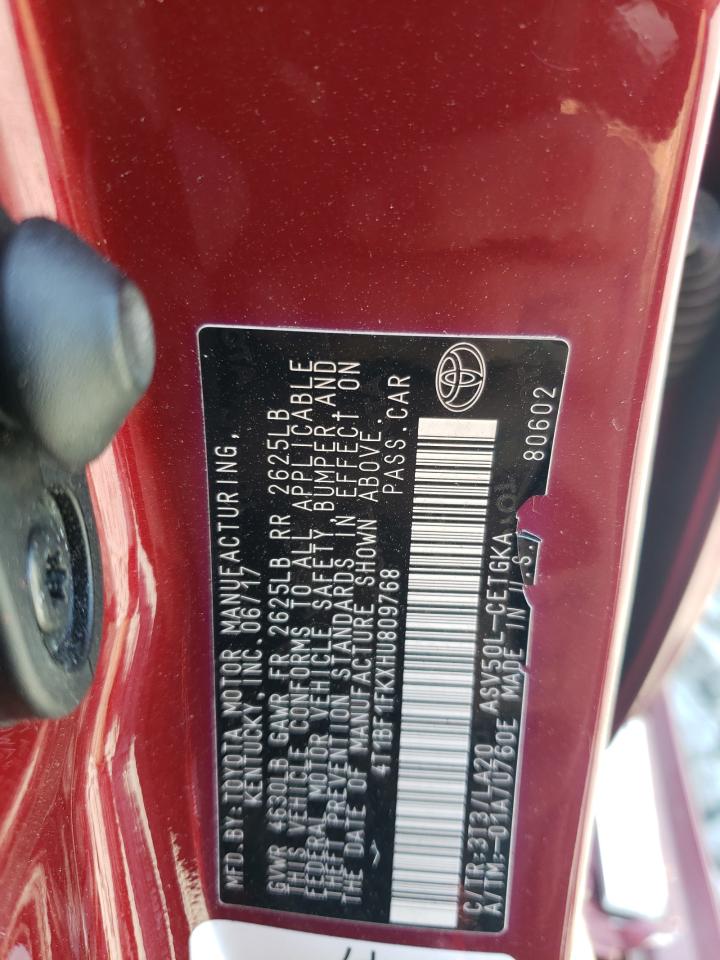 MFD.BY:TOYOTA MOTOR MANUFACTURING,
KENTUCKY, INC. 06/17
GVWR 4630LB GAWR FR 2625LB RR 2625LB
THIS VEHICLE CONFORMS TO ALL APPLICABLE
FEDERAL MOTOR VEHICLE SAFETY, BUMPER, AND
THEFT PREVENTION STANDARDS IN EFFECT ON
THE DATE OF MANUFACTURE SHOWN ABOVE.
4T1BF1FKXHU809768 PASS.CAR
C/TR:3T3/LA20 ASV50L-CETGKA
A/TM:-01A/U760E MADE IN U.S.
80602